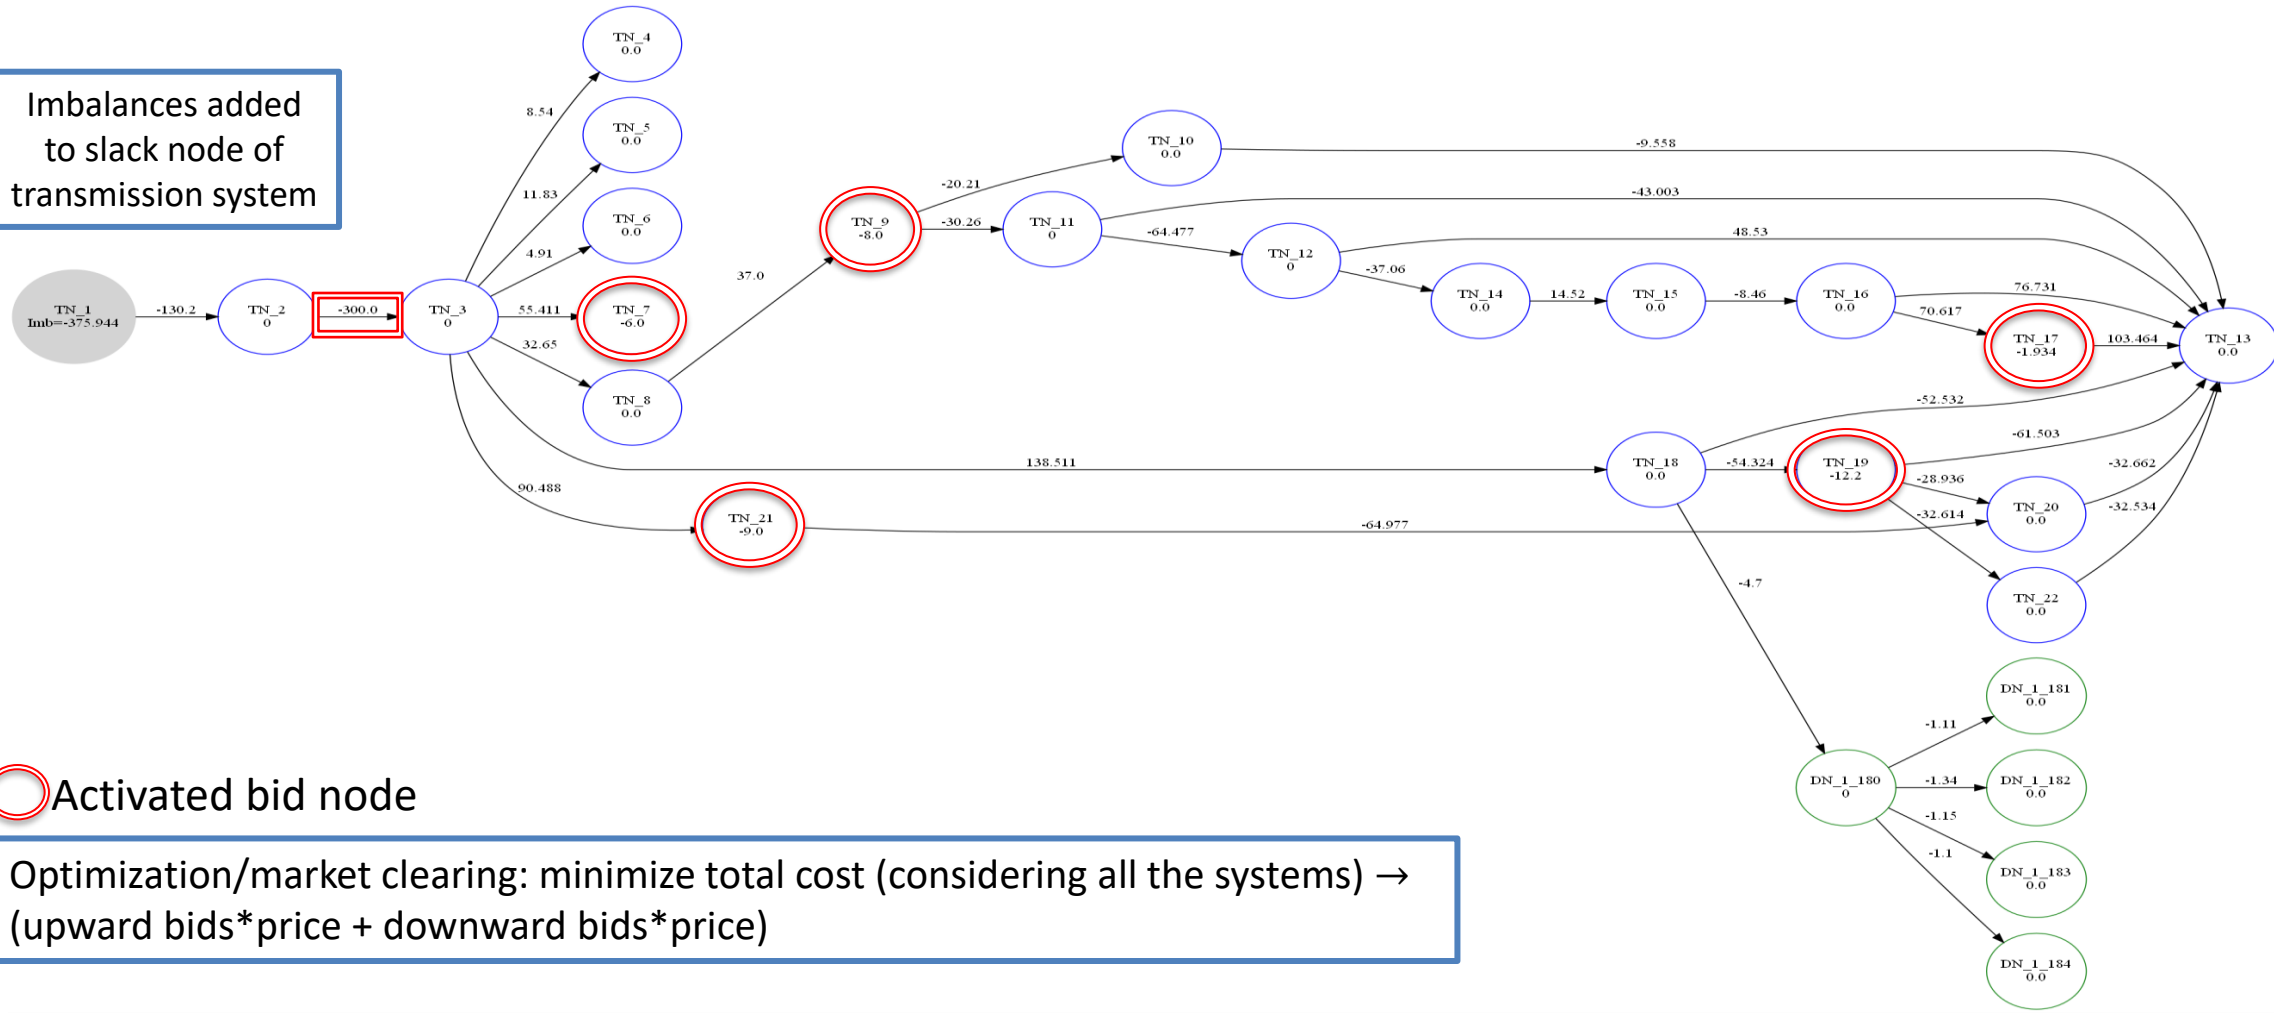 Imbalances added
to slack node of
transmission system
TN_1
Imb=-375.944
-130.2
TN_2
0
-300.0
TN_3
0
8.54
11.83
4.91
55.411
32.65
138.511
90.488
TN_4
0.0
TN_5
0.0
TN_6
0.0
TN_7
-6.0
TN_8
0.0
37.0
TN_21
-9.0
-64.977
TN_9
-8.0
-20.21
-30.26
TN_10
0.0
-9.558
TN_11
0
-43.003
-64.477
TN_12
0
48.53
-37.06
TN_14
0.0
14.52
TN_15
0.0
-8.46
TN_16
0.0
76.731
70.617
TN_17
-1.934
103.464
TN_13
0.0
TN_18
0.0
-52.532
-54.324
-4.7
TN_19
-12.2
-61.503
-28.936
-32.614
TN_20
0.0
-32.662
TN_22
0.0
-32.534
DN_1_180
0
-1.11
-1.34
-1.15
-1.1
DN_1_181
0.0
DN_1_182
0.0
DN_1_183
0.0
DN_1_184
0.0
Activated bid node
Optimization/market clearing: minimize total cost (considering all the systems) →
(upward bids*price + downward bids*price)